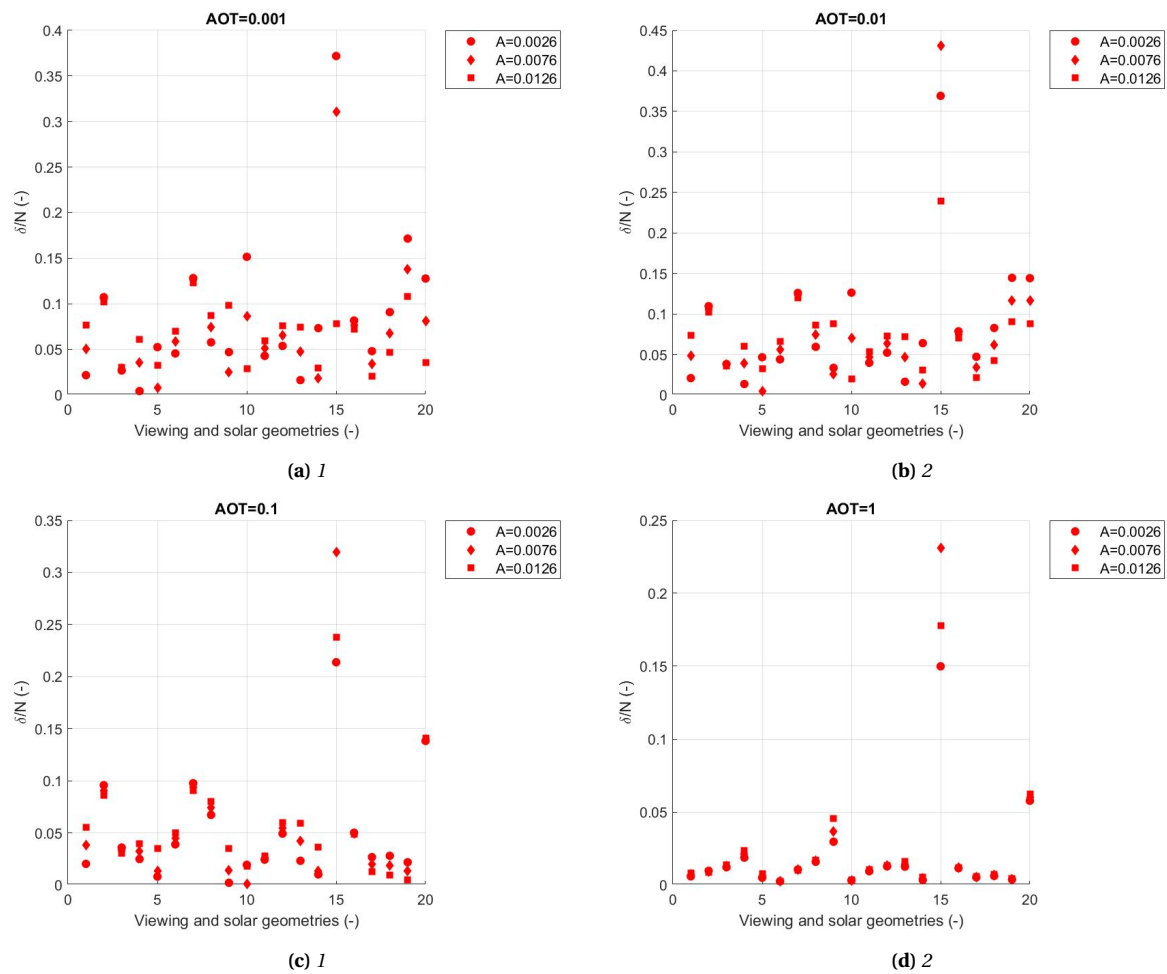 AOT=0.001
0.4
0.35
0.3
0.25
0.2
0.15
0.1
0.05
0
δ/N (-)
0 5 10 15 20
Viewing and solar geometries (-)
A=0.0026
A=0.0076
A=0.0126
(a) 1
AOT=0.01
0.45
0.4
0.35
0.3
0.25
0.2
0.15
0.1
0.05
0
δ/N (-)
0 5 10 15 20
Viewing and solar geometries (-)
A=0.0026
A=0.0076
A=0.0126
(b) 2
AOT=0.1
0.35
0.3
0.25
0.2
0.15
0.1
0.05
0
δ/N (-)
0 5 10 15 20
Viewing and solar geometries (-)
A=0.0026
A=0.0076
A=0.0126
(c) 1
AOT=1
0.25
0.2
0.15
0.1
0.05
0
δ/N (-)
0 5 10 15 20
Viewing and solar geometries (-)
A=0.0026
A=0.0076
A=0.0126
(d) 2